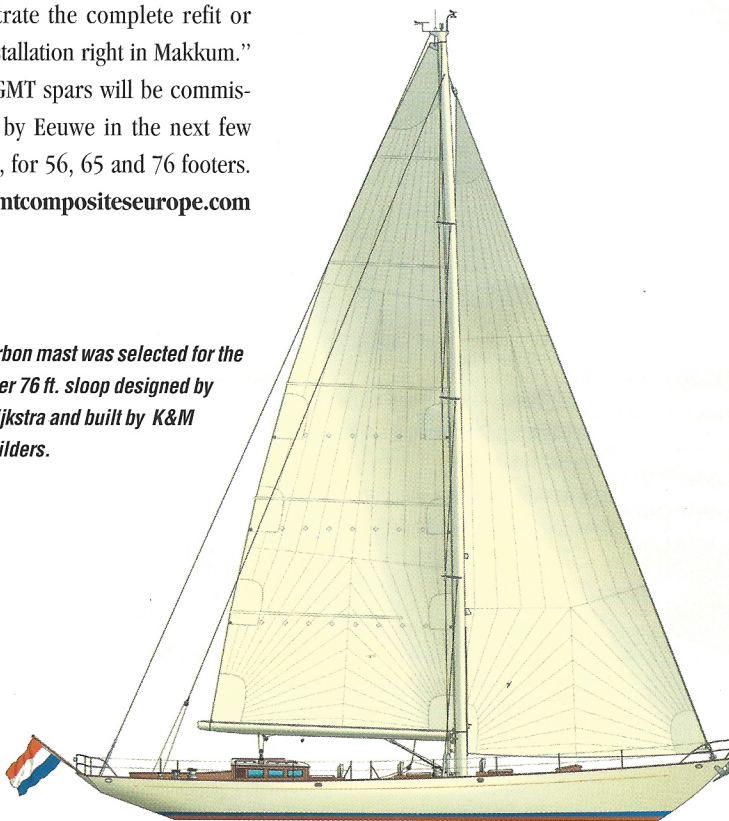 trate the complete refit or
stallation right in Makkum.”
GMT spars will be commis-
by Eeuwe in the next few
, for 56, 65 and 76 footers.
mtcompositeseurope.com
rbon mast was selected for the
er 76 ft. sloop designed by
ijkstra and built by K&M
ilders.